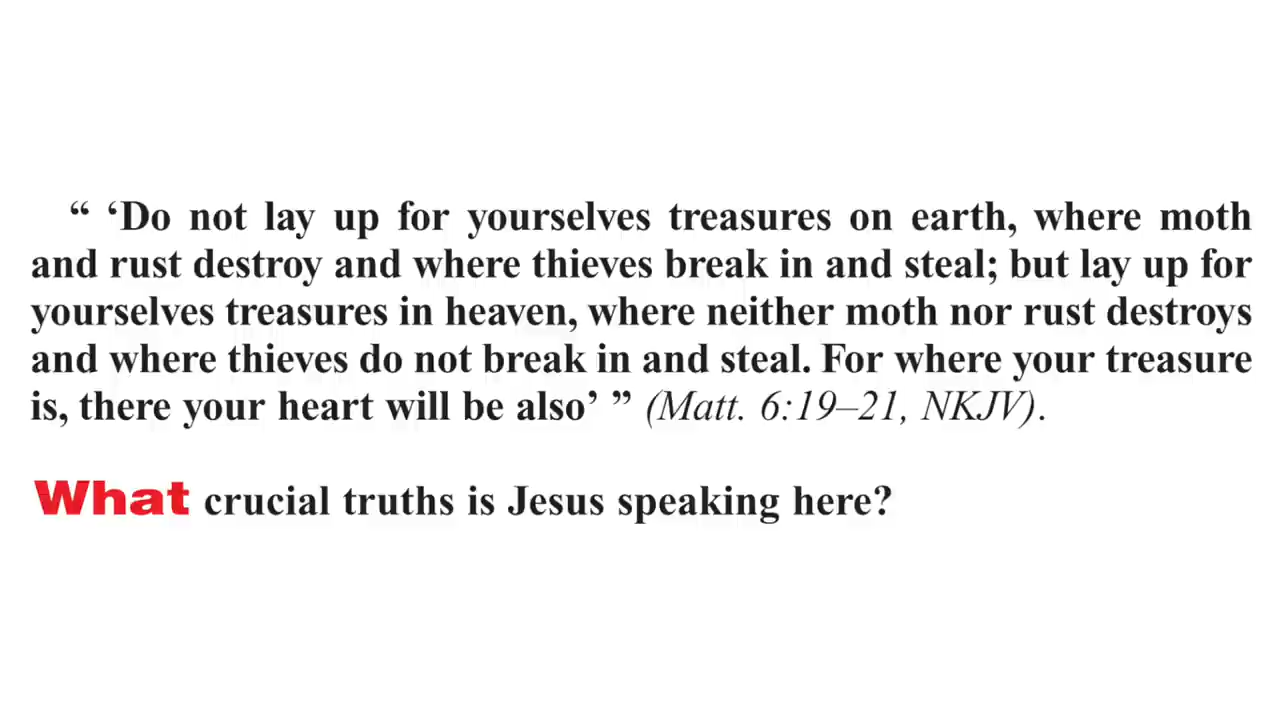 “ ‘Do not lay up for yourselves treasures on earth, where moth
and rust destroy and where thieves break in and steal; but lay up for
yourselves treasures in heaven, where neither moth nor rust destroys
and where thieves do not break in and steal. For where your treasure
is, there your heart will be also’ ” (Matt. 6:19–21, NKJV).
What crucial truths is Jesus speaking here?